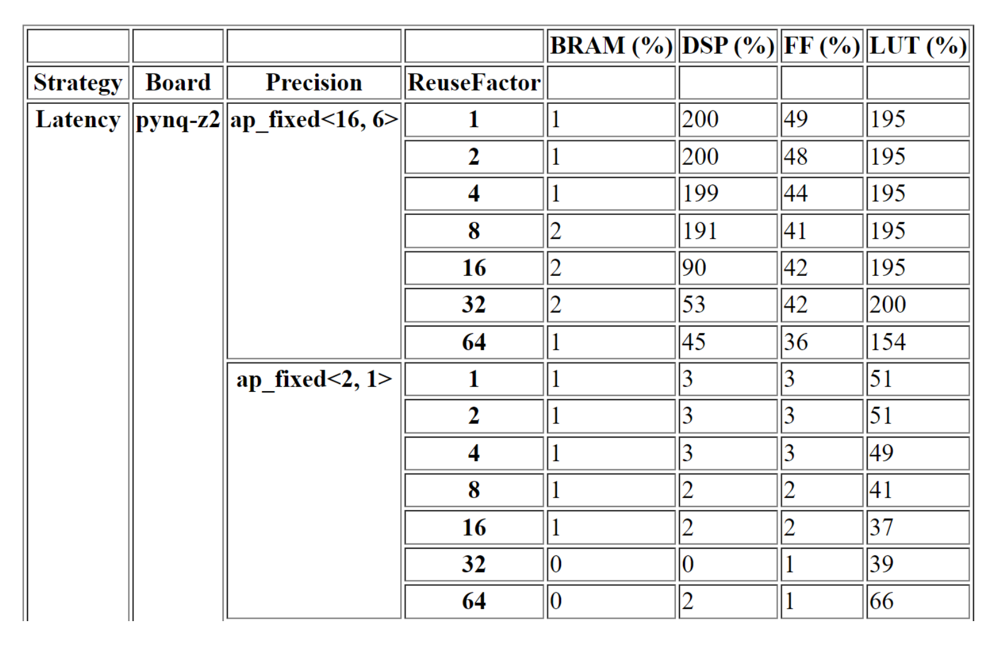 BRAM (%) DSP (%) FF (%) LUT (%)
Strategy Board Precision ReuseFactor
Latency pynq-z2 ap_fixed<16, 6> 1 1 200 49 195
2 1 200 48 195
4 1 199 44 195
8 2 191 41 195
16 2 90 42 195
32 2 53 42 200
64 1 45 36 154
ap_fixed<2, 1> 1 1 3 3 51
2 1 3 3 51
4 1 3 3 49
8 1 2 2 41
16 1 2 2 37
32 0 0 1 39
64 0 2 1 66